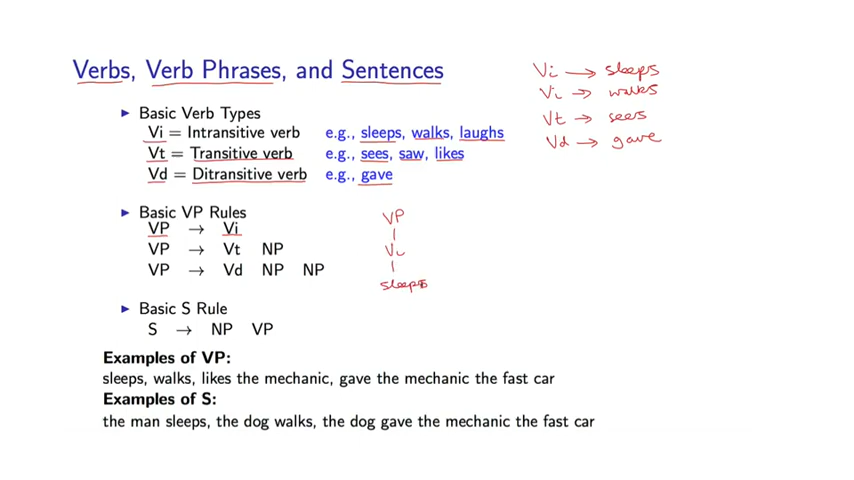 Verbs, Verb Phrases, and Sentences
Vi → sleeps
Vi → walks
Vt → sees
Vd → gave
▶ Basic Verb Types
Vi = Intransitive verb e.g., sleeps, walks, laughs
Vt = Transitive verb e.g., sees, saw, likes
Vd = Ditransitive verb e.g., gave
▶ Basic VP Rules
VP → Vi
VP → Vt NP
VP → Vd NP NP
VP
Vi
sleeps
▶ Basic S Rule
S → NP VP
Examples of VP:
sleeps, walks, likes the mechanic, gave the mechanic the fast car
Examples of S:
the man sleeps, the dog walks, the dog gave the mechanic the fast car